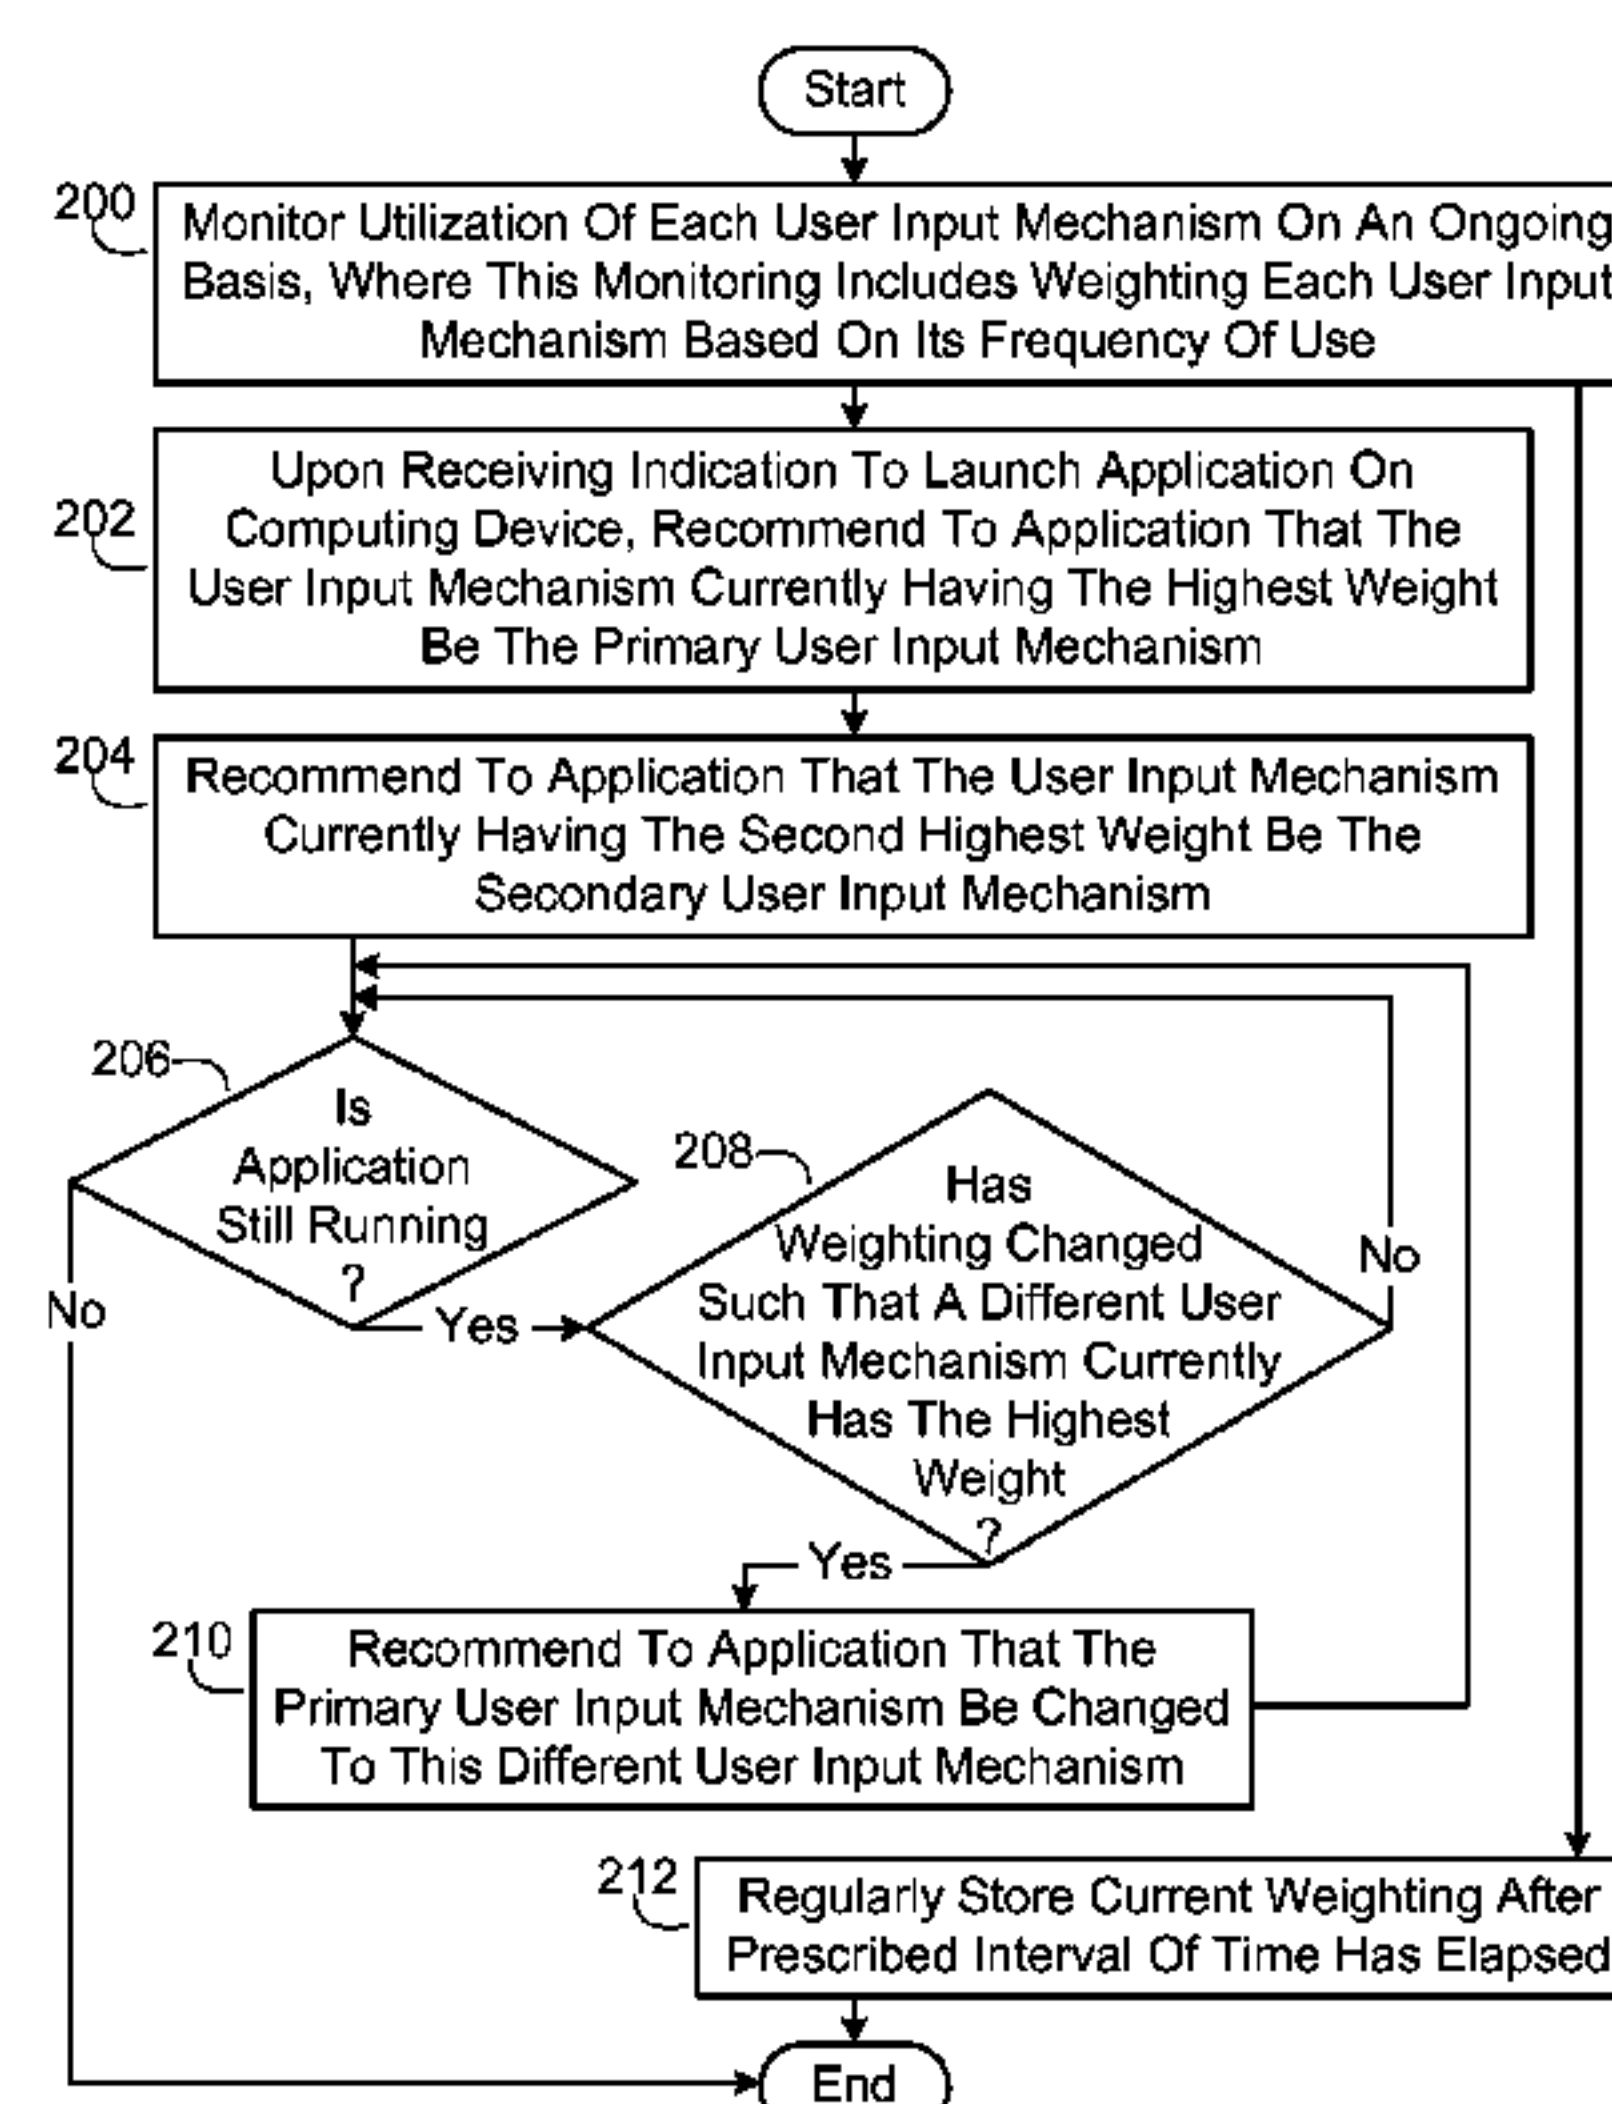 Start
200
Monitor Utilization Of Each User Input Mechanism On An Ongoing
Basis, Where This Monitoring Includes Weighting Each User Input
Mechanism Based On Its Frequency Of Use
202
Upon Receiving Indication To Launch Application On
Computing Device, Recommend To Application That The
User Input Mechanism Currently Having The Highest Weight
Be The Primary User Input Mechanism
204
Recommend To Application That The User Input Mechanism
Currently Having The Second Highest Weight Be The
Secondary User Input Mechanism
206
Is
Application
Still Running
?
No
Yes
208
Has
Weighting Changed
Such That A Different User
Input Mechanism Currently
Has The Highest
Weight
?
No
Yes
210
Recommend To Application That The
Primary User Input Mechanism Be Changed
To This Different User Input Mechanism
212
Regularly Store Current Weighting After
Prescribed Interval Of Time Has Elapsed
End